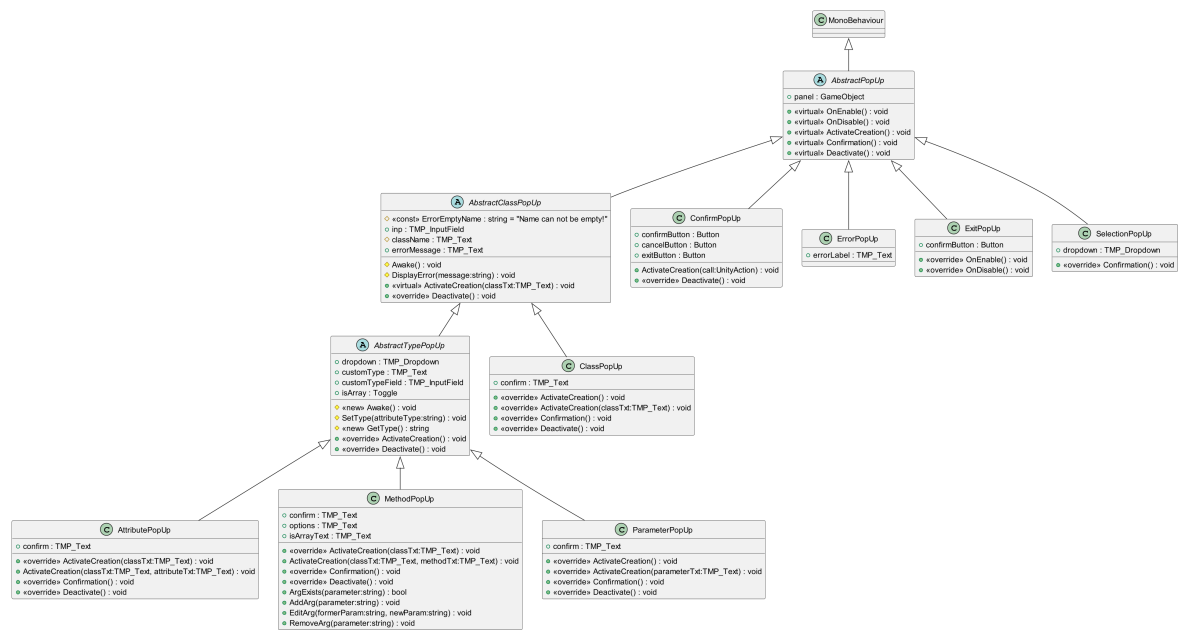 C MonoBehaviour
A AbstractPopUp
panel : GameObject
«virtual» OnEnable() : void
«virtual» OnDisable() : void
«virtual» ActivateCreation() : void
«virtual» Confirmation() : void
«virtual» Deactivate() : void
A AbstractClassPopUp
«const» ErrorEmptyName : string = "Name can not be empty!"
inp : TMP_InputField
className : TMP_Text
errorMessage : TMP_Text
Awake() : void
DisplayError(message:string) : void
«virtual» ActivateCreation(classTxt:TMP_Text) : void
«override» Deactivate() : void
C ConfirmPopUp
confirmButton : Button
cancelButton : Button
exitButton : Button
ActivateCreation(call:UnityAction) : void
«override» Deactivate() : void
C ErrorPopUp
errorLabel : TMP_Text
C ExitPopUp
confirmButton : Button
«override» OnEnable() : void
«override» OnDisable() : void
C SelectionPopUp
dropdown : TMP_Dropdown
«override» Confirmation() : void
A AbstractTypePopUp
dropdown : TMP_Dropdown
customType : TMP_Text
customTypeField : TMP_InputField
isArray : Toggle
«new» Awake() : void
SetType(attributeType:string) : void
«new» GetType() : string
«override» ActivateCreation() : void
«override» Deactivate() : void
C ClassPopUp
confirm : TMP_Text
«override» ActivateCreation() : void
«override» ActivateCreation(classTxt:TMP_Text) : void
«override» Confirmation() : void
«override» Deactivate() : void
C AttributePopUp
confirm : TMP_Text
«override» ActivateCreation(classTxt:TMP_Text) : void
ActivateCreation(classTxt:TMP_Text, attributeTxt:TMP_Text) : void
«override» Confirmation() : void
«override» Deactivate() : void
C MethodPopUp
confirm : TMP_Text
options : TMP_Text
isArrayText : TMP_Text
«override» ActivateCreation(classTxt:TMP_Text) : void
ActivateCreation(classTxt:TMP_Text, methodTxt:TMP_Text) : void
«override» Confirmation() : void
«override» Deactivate() : void
ArgExists(parameter:string) : bool
AddArg(parameter:string) : void
EditArg(formerParam:string, newParam:string) : void
RemoveArg(parameter:string) : void
C ParameterPopUp
confirm : TMP_Text
«override» ActivateCreation() : void
«override» ActivateCreation(parameterTxt:TMP_Text) : void
«override» Confirmation() : void
«override» Deactivate() : void